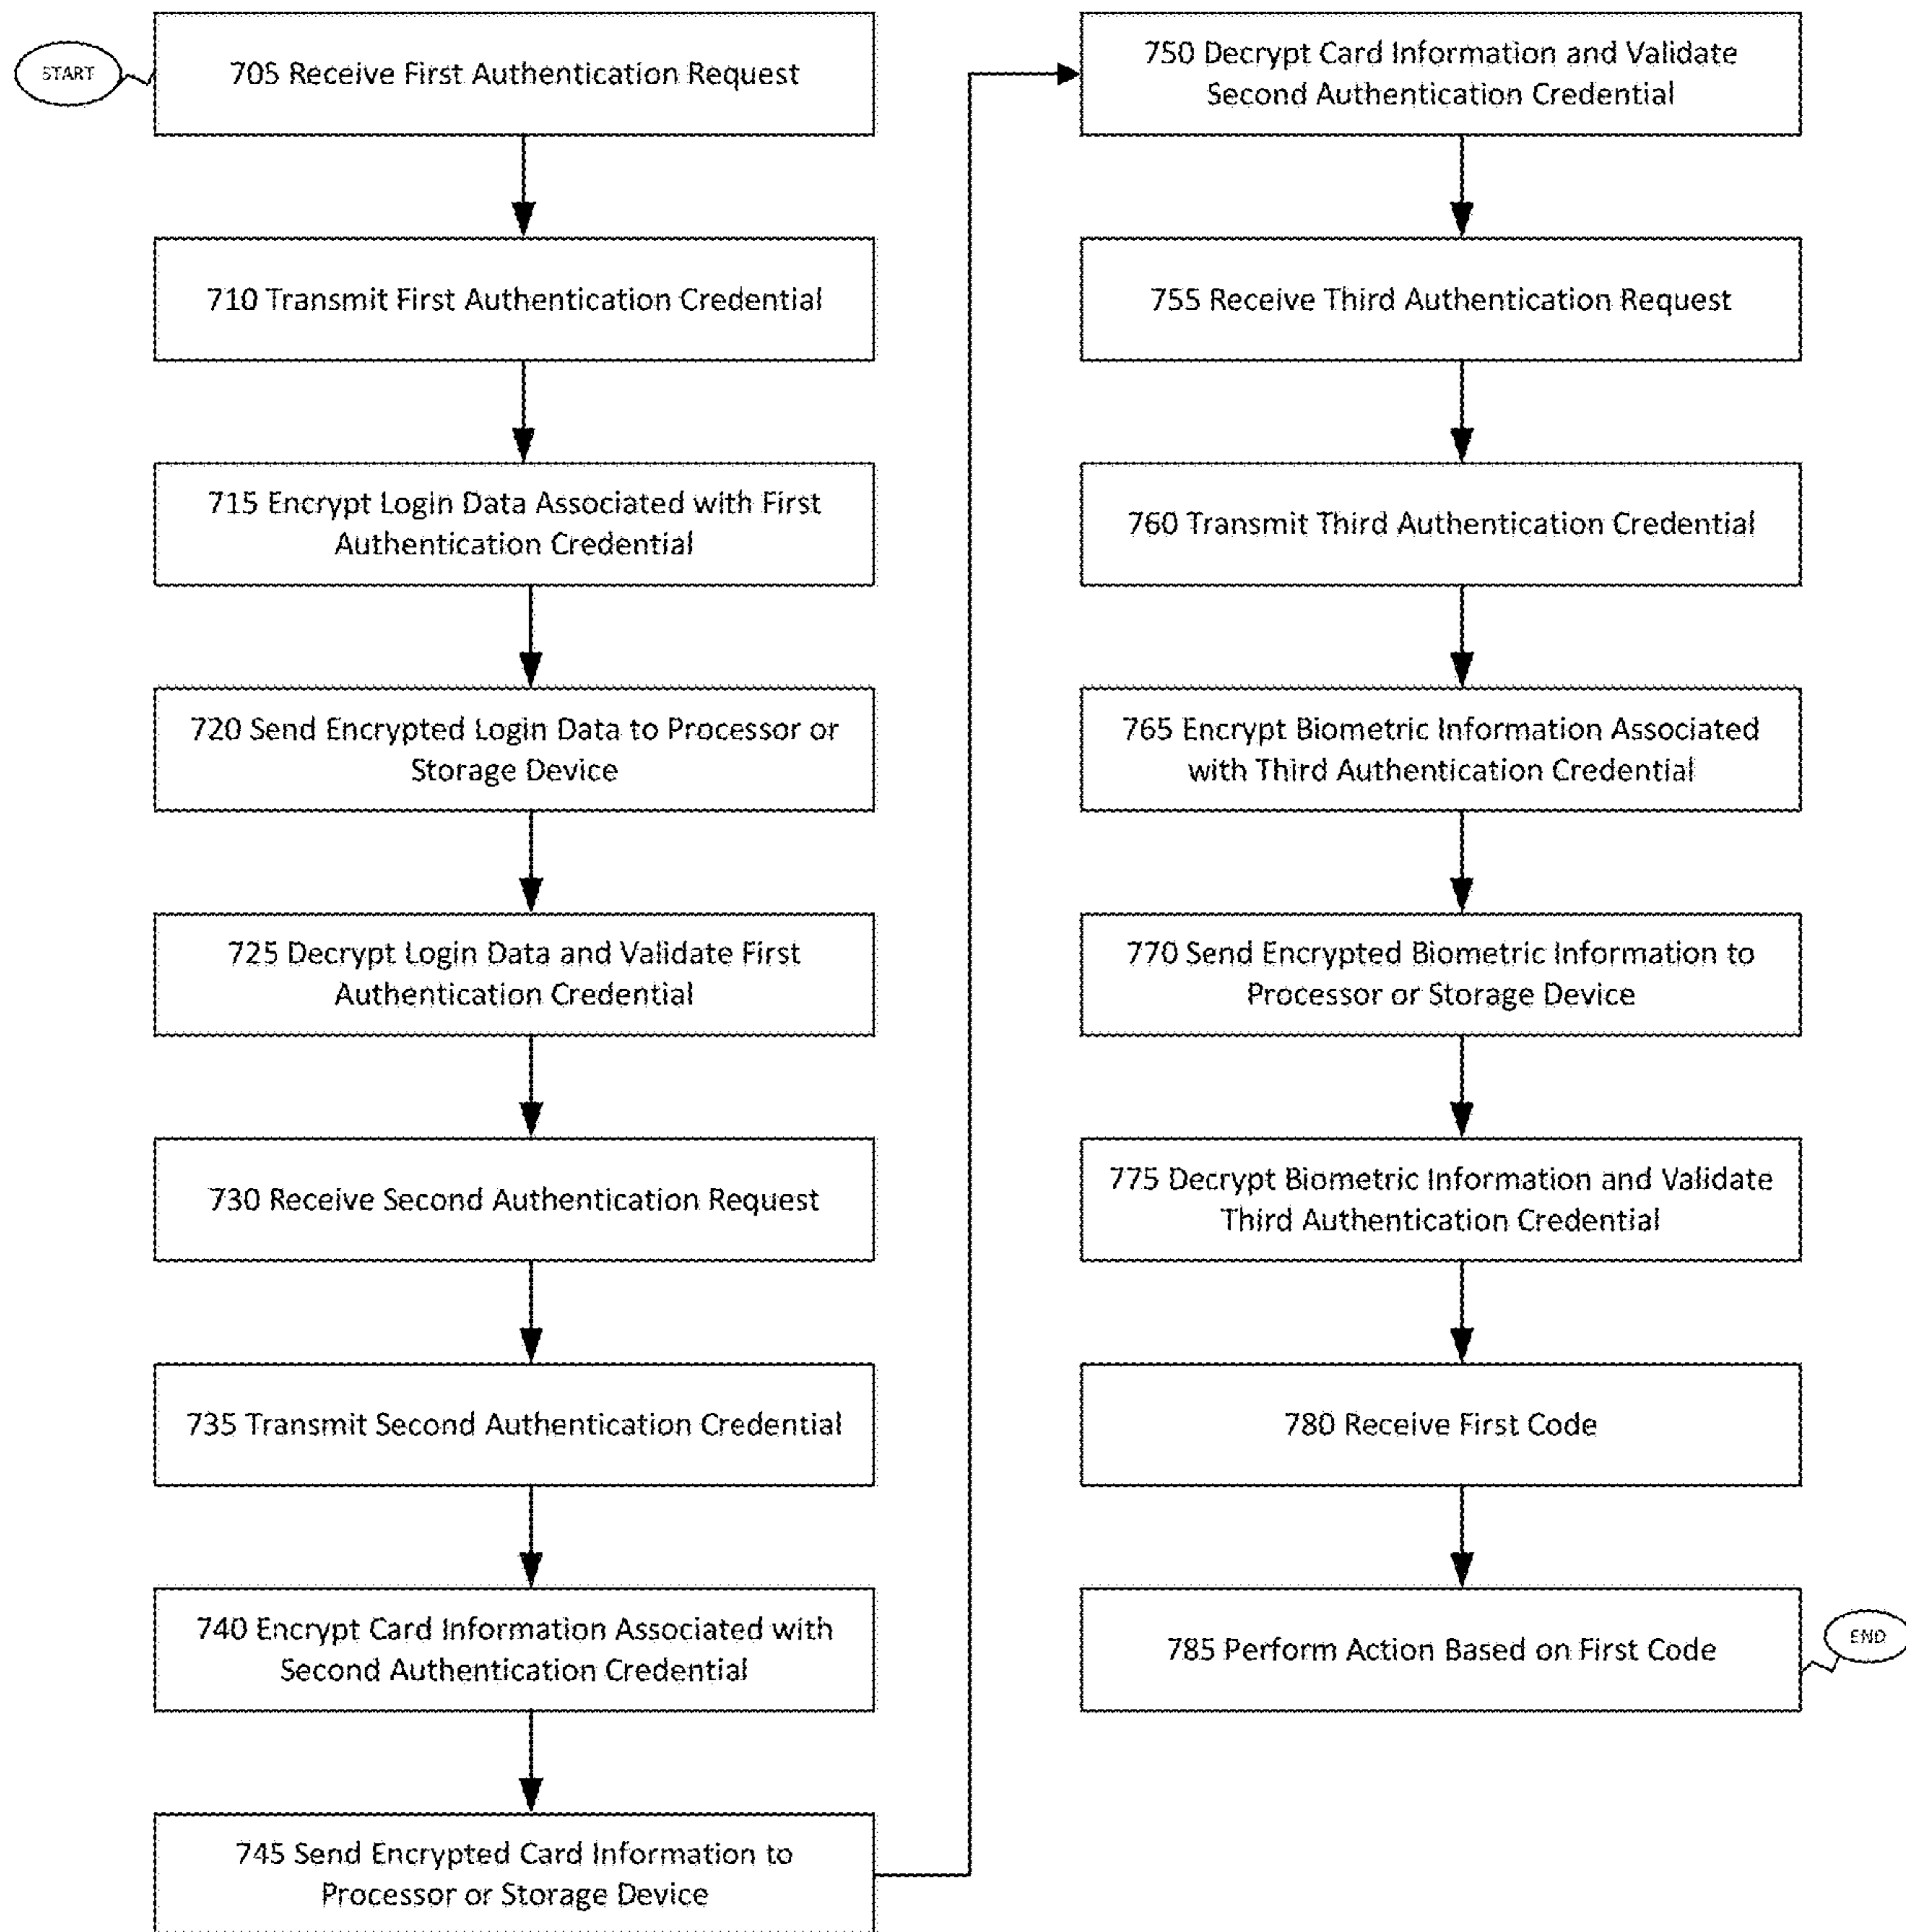 START
705 Receive First Authentication Request
710 Transmit First Authentication Credential
715 Encrypt Login Data Associated with First
Authentication Credential
720 Send Encrypted Login Data to Processor or
Storage Device
725 Decrypt Login Data and Validate First
Authentication Credential
730 Receive Second Authentication Request
735 Transmit Second Authentication Credential
740 Encrypt Card Information Associated with
Second Authentication Credential
745 Send Encrypted Card Information to
Processor or Storage Device
750 Decrypt Card Information and Validate
Second Authentication Credential
755 Receive Third Authentication Request
760 Transmit Third Authentication Credential
765 Encrypt Biometric Information Associated
with Third Authentication Credential
770 Send Encrypted Biometric Information to
Processor or Storage Device
775 Decrypt Biometric Information and Validate
Third Authentication Credential
780 Receive First Code
785 Perform Action Based on First Code
END